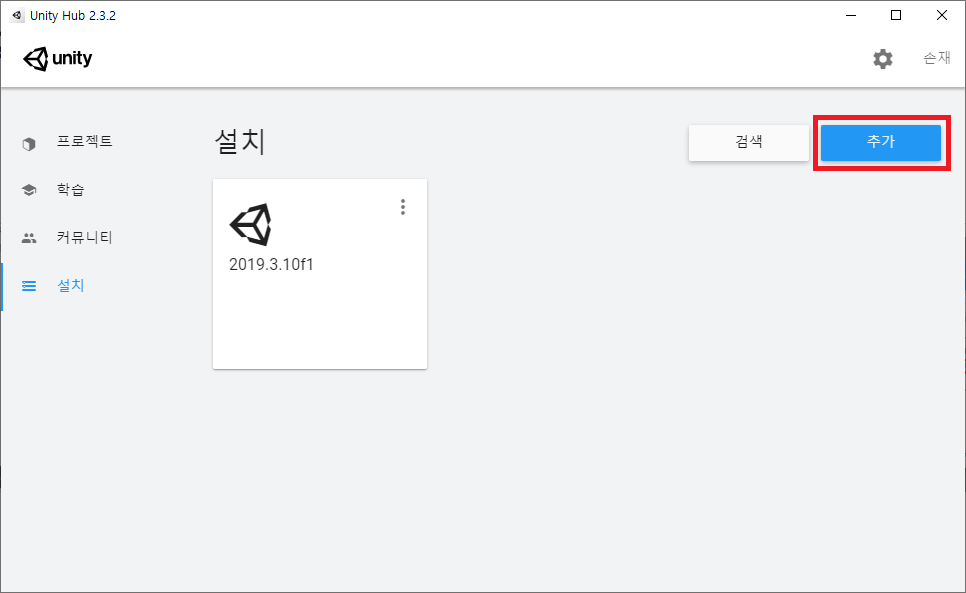 Unity Hub 2.3.2
unity
손재
프로젝트
학습
커뮤니티
설치
설치
검색
추가
2019.3.10f1